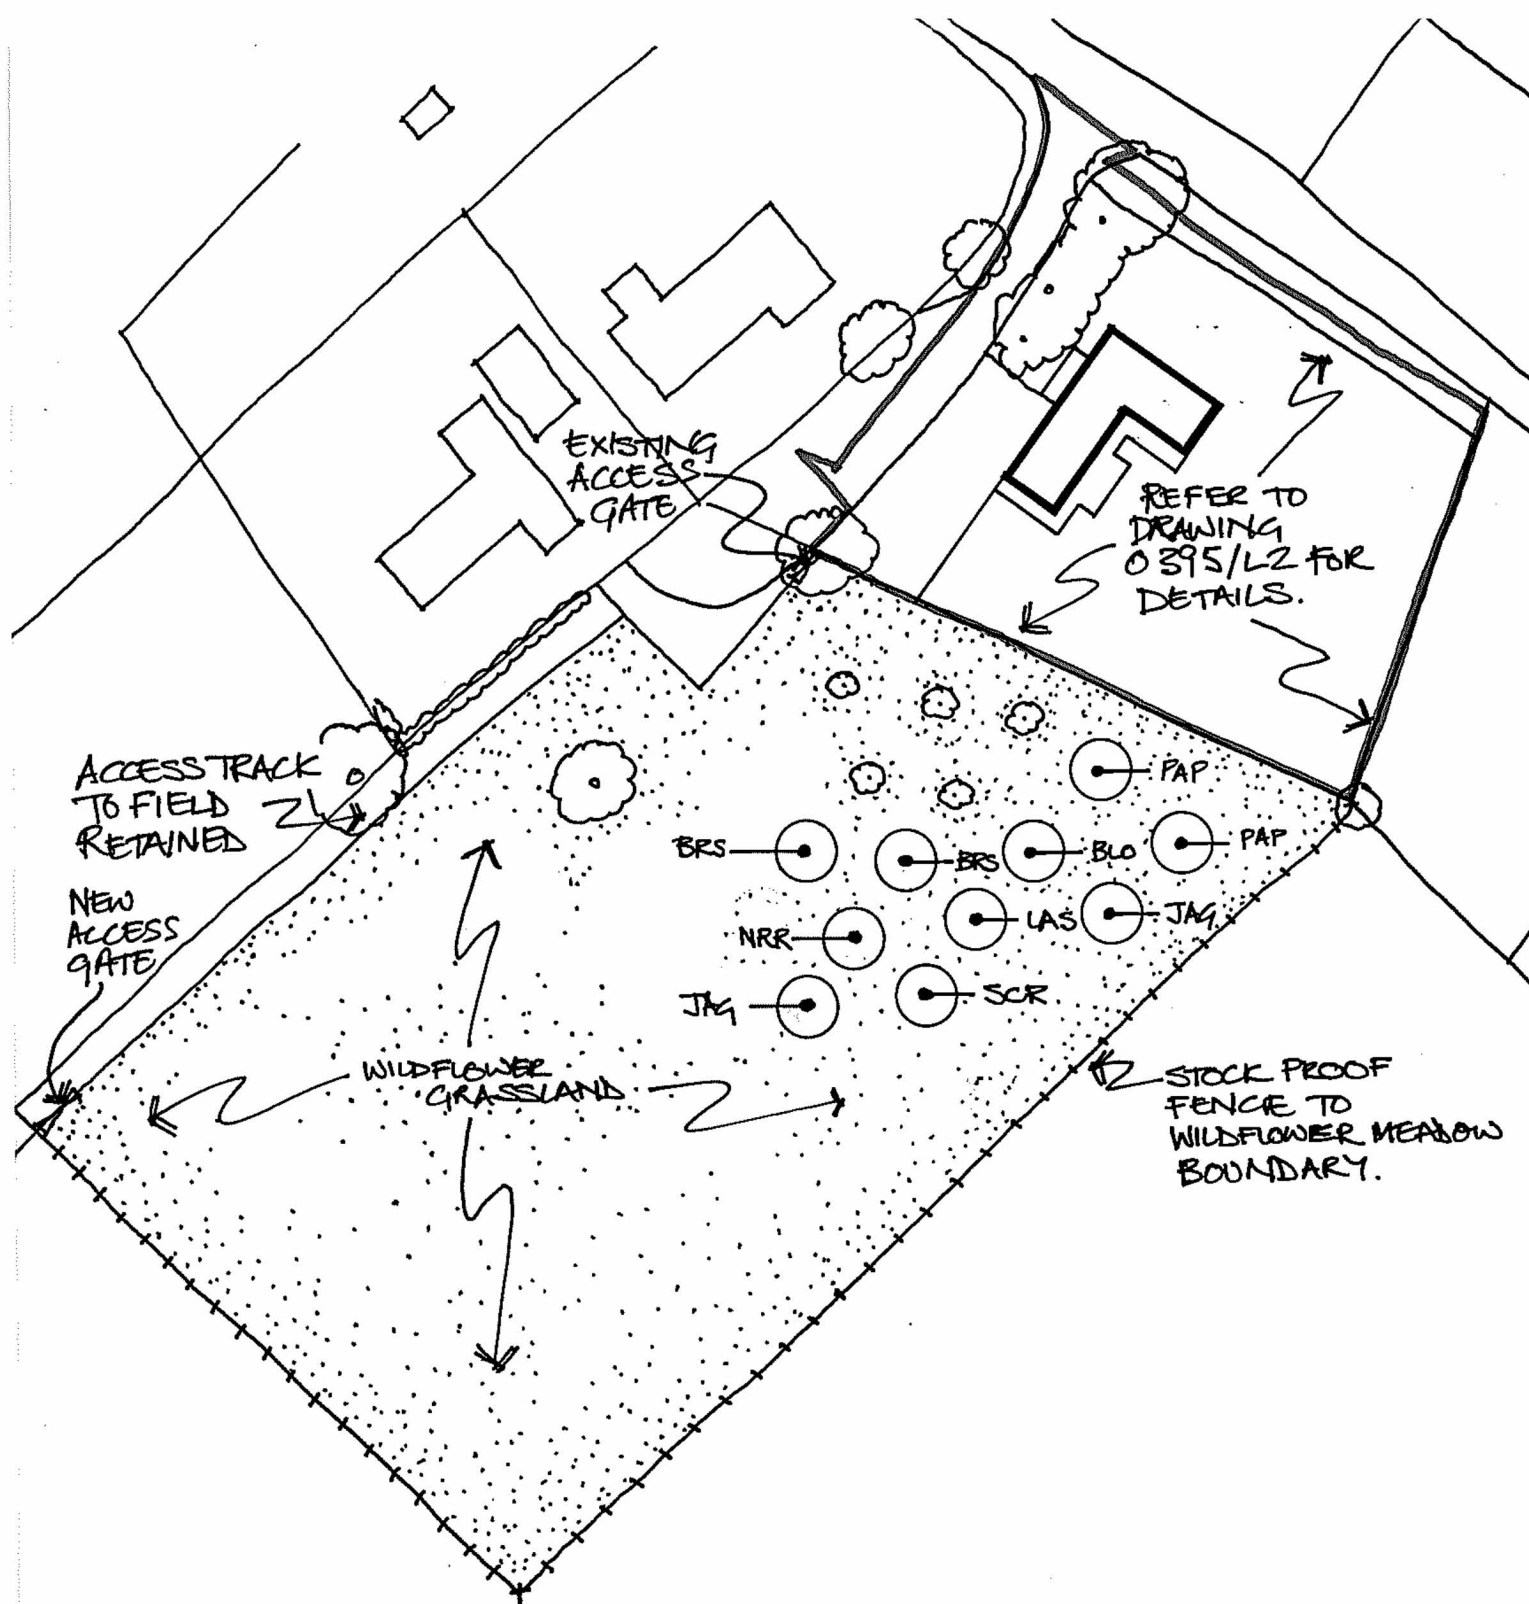 EXISTING
ACCESS
GATE
REFER TO
DRAWING
0395/L2 FOR
DETAILS.
ACCESS TRACK
TO FIELD
RETAINED
PAP
BRS
BRS
BLO
PAP
NEW
ACCESS
GATE
NRR
LAS
JAG
JAG
SCR
WILDFLOWER
GRASSLAND
STOCK PROOF
FENCE TO
WILDFLOWER MEADOW
BOUNDARY.